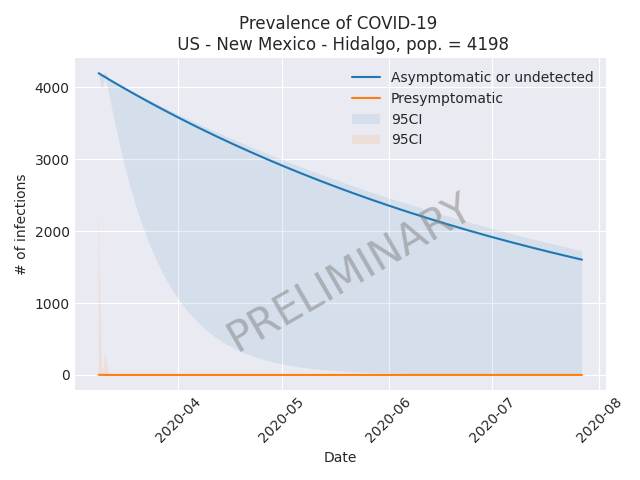 Prevalence of COVID-19
US - New Mexico - Hidalgo, pop. = 4198
Asymptomatic or undetected
Presymptomatic
95CI
95CI
4000
3000
2000
1000
0
# of infections
PRELIMINARY
2020-04
2020-05
2020-06
2020-07
2020-08
Date